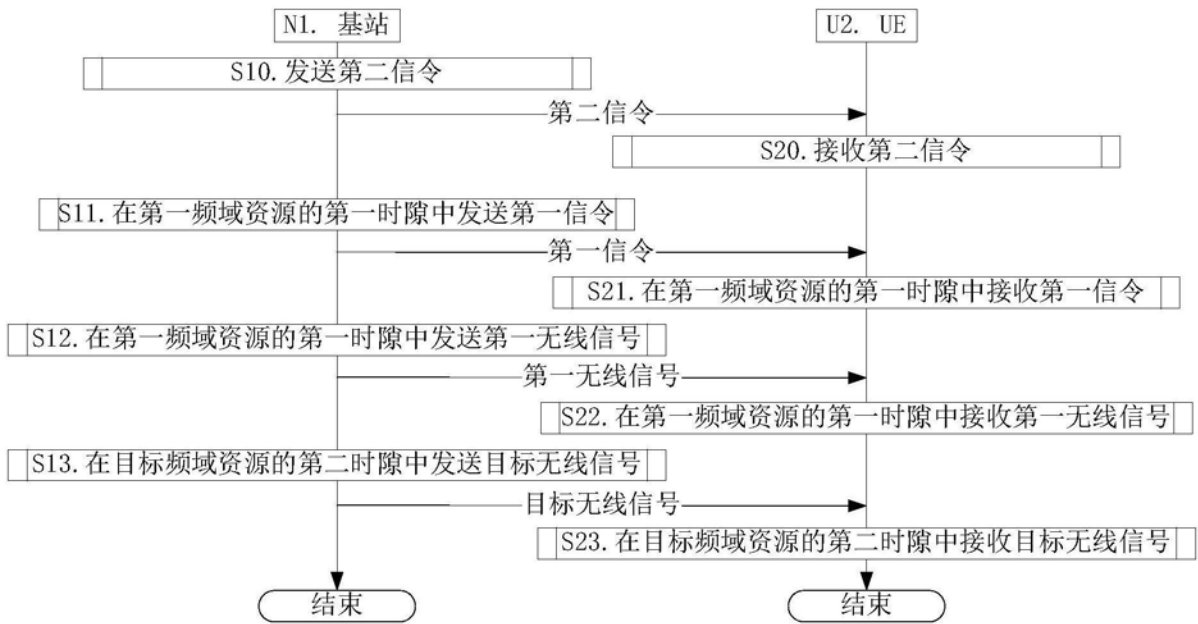 N1. 基站
U2. UE
S10.发送第二信令
第二信令
S20.接收第二信令
S11.在第一频域资源的第一时隙中发送第一信令
第一信令
S21.在第一频域资源的第一时隙中接收第一信令
S12.在第一频域资源的第一时隙中发送第一无线信号
第一无线信号
S22.在第一频域资源的第一时隙中接收第一无线信号
S13.在目标频域资源的第二时隙中发送目标无线信号
目标无线信号
S23.在目标频域资源的第二时隙中接收目标无线信号
结束
结束